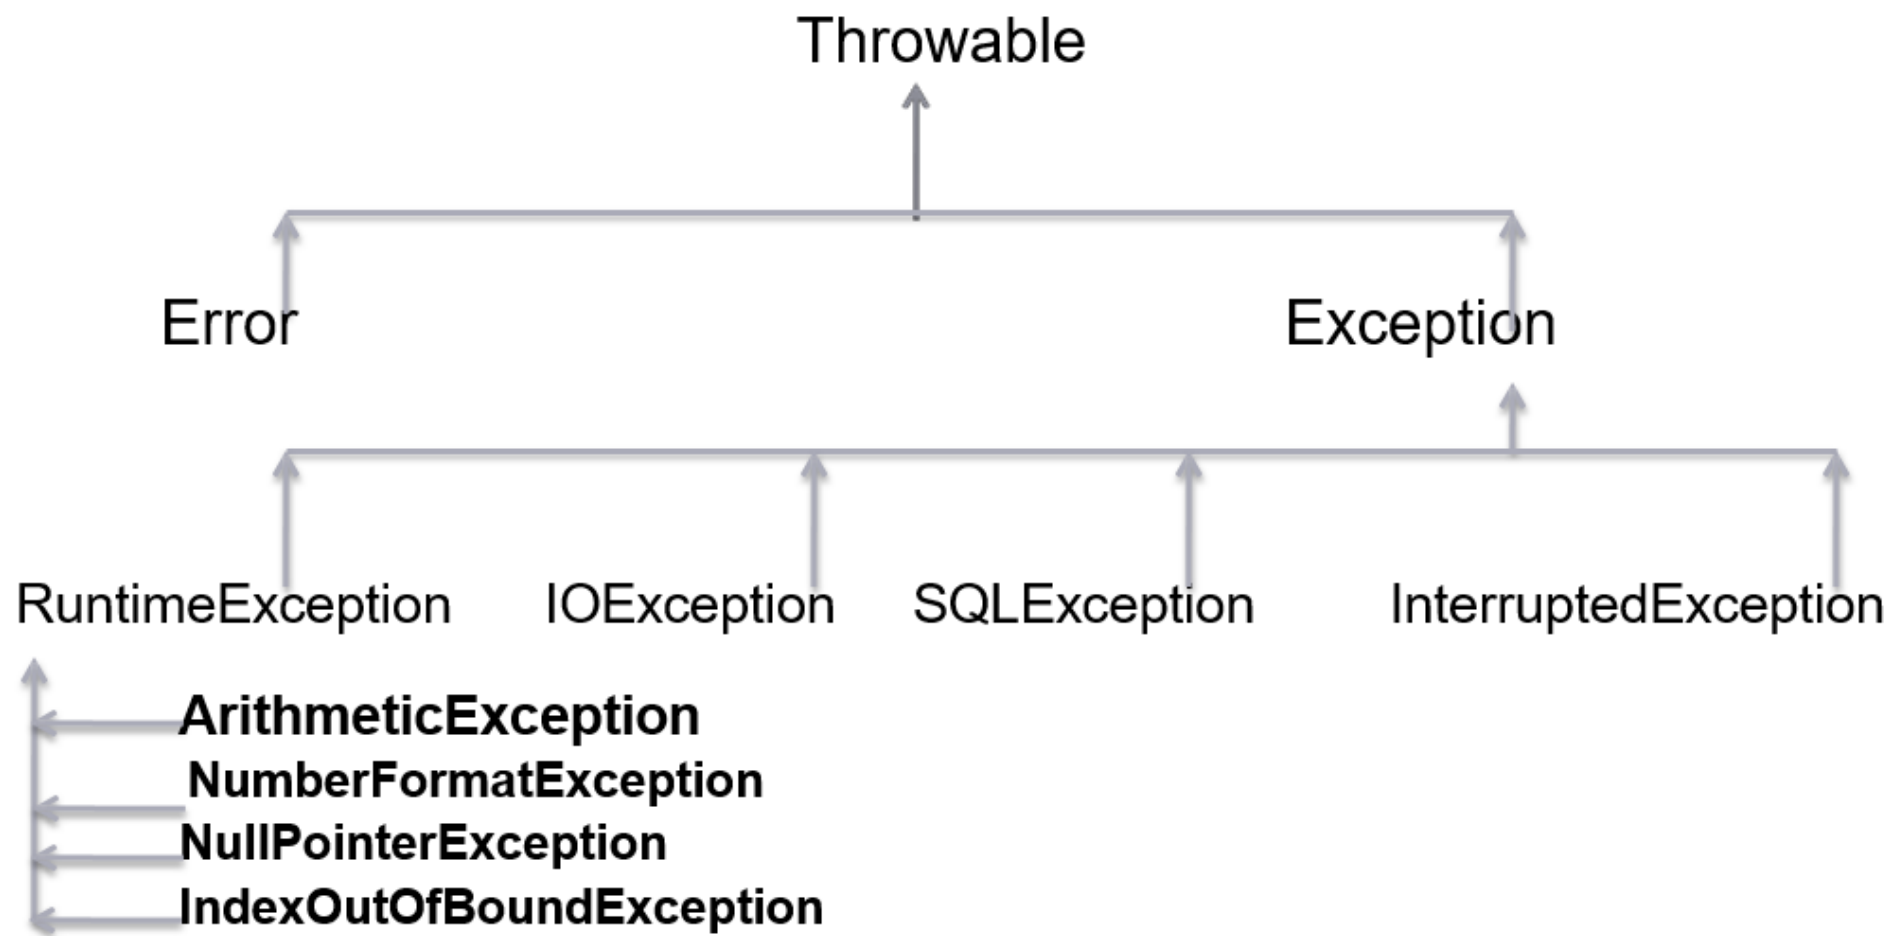 Throwable
Error Exception
RuntimeException IOException SQLException InterruptedException
ArithmeticException
NumberFormatException
NullPointerException
IndexOutOfBoundException